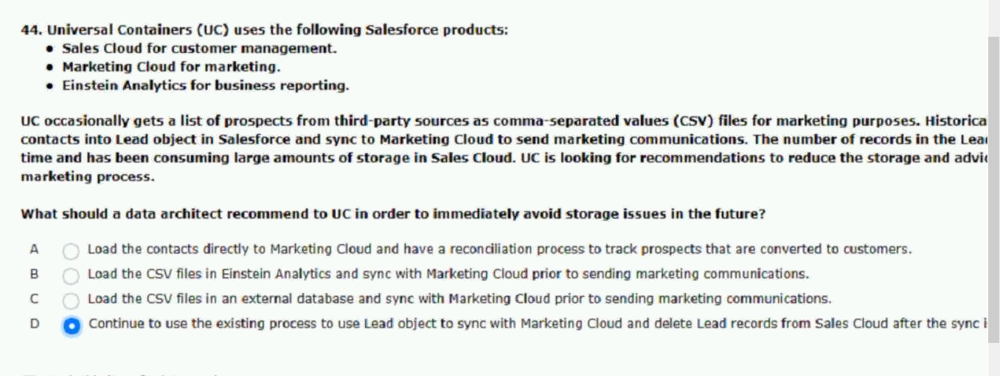 44. Universal Containers (UC) uses the following Salesforce products:
• Sales Cloud for customer management.
• Marketing Cloud for marketing.
• Einstein Analytics for business reporting.
UC occasionally gets a list of prospects from third-party sources as comma-separated values (CSV) files for marketing purposes. Historica
contacts into Lead object in Salesforce and sync to Marketing Cloud to send marketing communications. The number of records in the Lea
time and has been consuming large amounts of storage in Sales Cloud. UC is looking for recommendations to reduce the storage and advi
marketing process.
What should a data architect recommend to UC in order to immediately avoid storage issues in the future?
A Load the contacts directly to Marketing Cloud and have a reconciliation process to track prospects that are converted to customers.
B Load the CSV files in Einstein Analytics and sync with Marketing Cloud prior to sending marketing communications.
C Load the CSV files in an external database and sync with Marketing Cloud prior to sending marketing communications.
D Continue to use the existing process to use Lead object to sync with Marketing Cloud and delete Lead records from Sales Cloud after the sync i